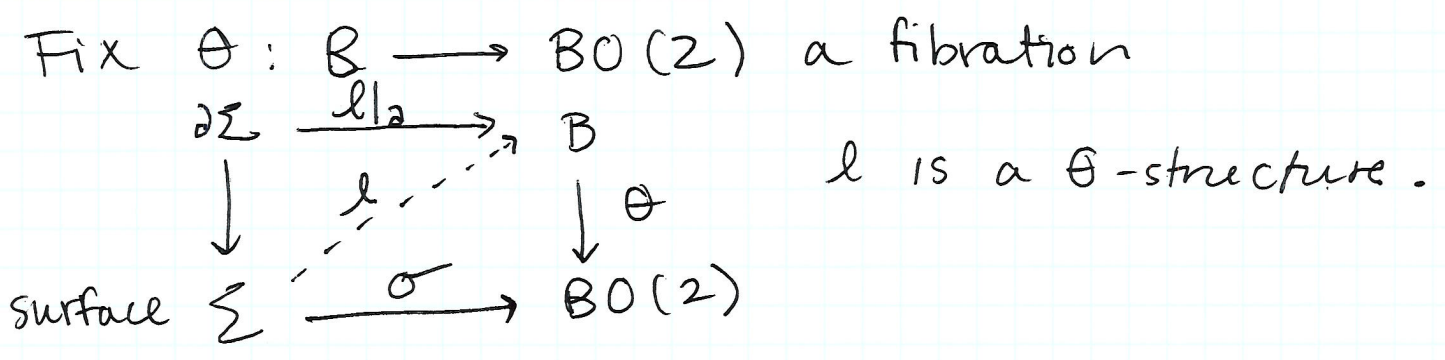 Fix θ : B ⟶ BO(2) a fibration
∂Σ ⟶ B
ℓ|∂
ℓ is a θ-structure.
ℓ
θ
surface Σ ⟶ BO(2)
σ